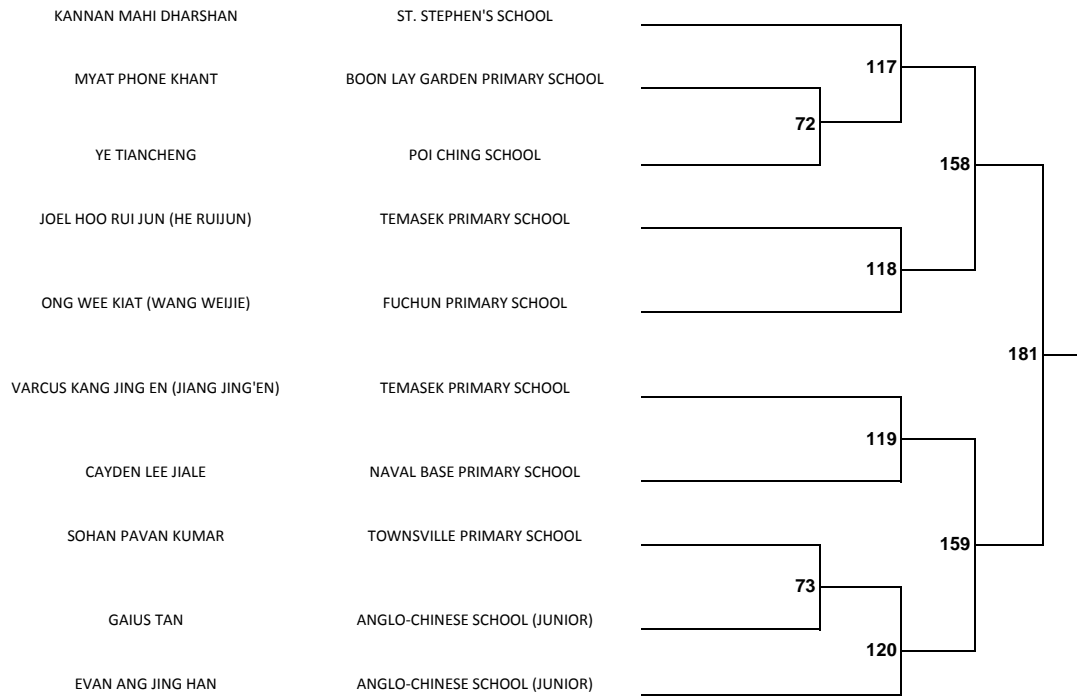 KANNAN MAHI DHARSHAN ST. STEPHEN'S SCHOOL
117
MYAT PHONE KHANT BOON LAY GARDEN PRIMARY SCHOOL
72
YE TIANCHENG POI CHING SCHOOL
158
JOEL HOO RUI JUN (HE RUIJUN) TEMASEK PRIMARY SCHOOL
118
ONG WEE KIAT (WANG WEIJIE) FUCHUN PRIMARY SCHOOL
181
VARCUS KANG JING EN (JIANG JING'EN) TEMASEK PRIMARY SCHOOL
119
CAYDEN LEE JIALE NAVAL BASE PRIMARY SCHOOL
SOHAN PAVAN KUMAR TOWNSVILLE PRIMARY SCHOOL
159
73
GAIUS TAN ANGLO-CHINESE SCHOOL (JUNIOR)
120
EVAN ANG JING HAN ANGLO-CHINESE SCHOOL (JUNIOR)